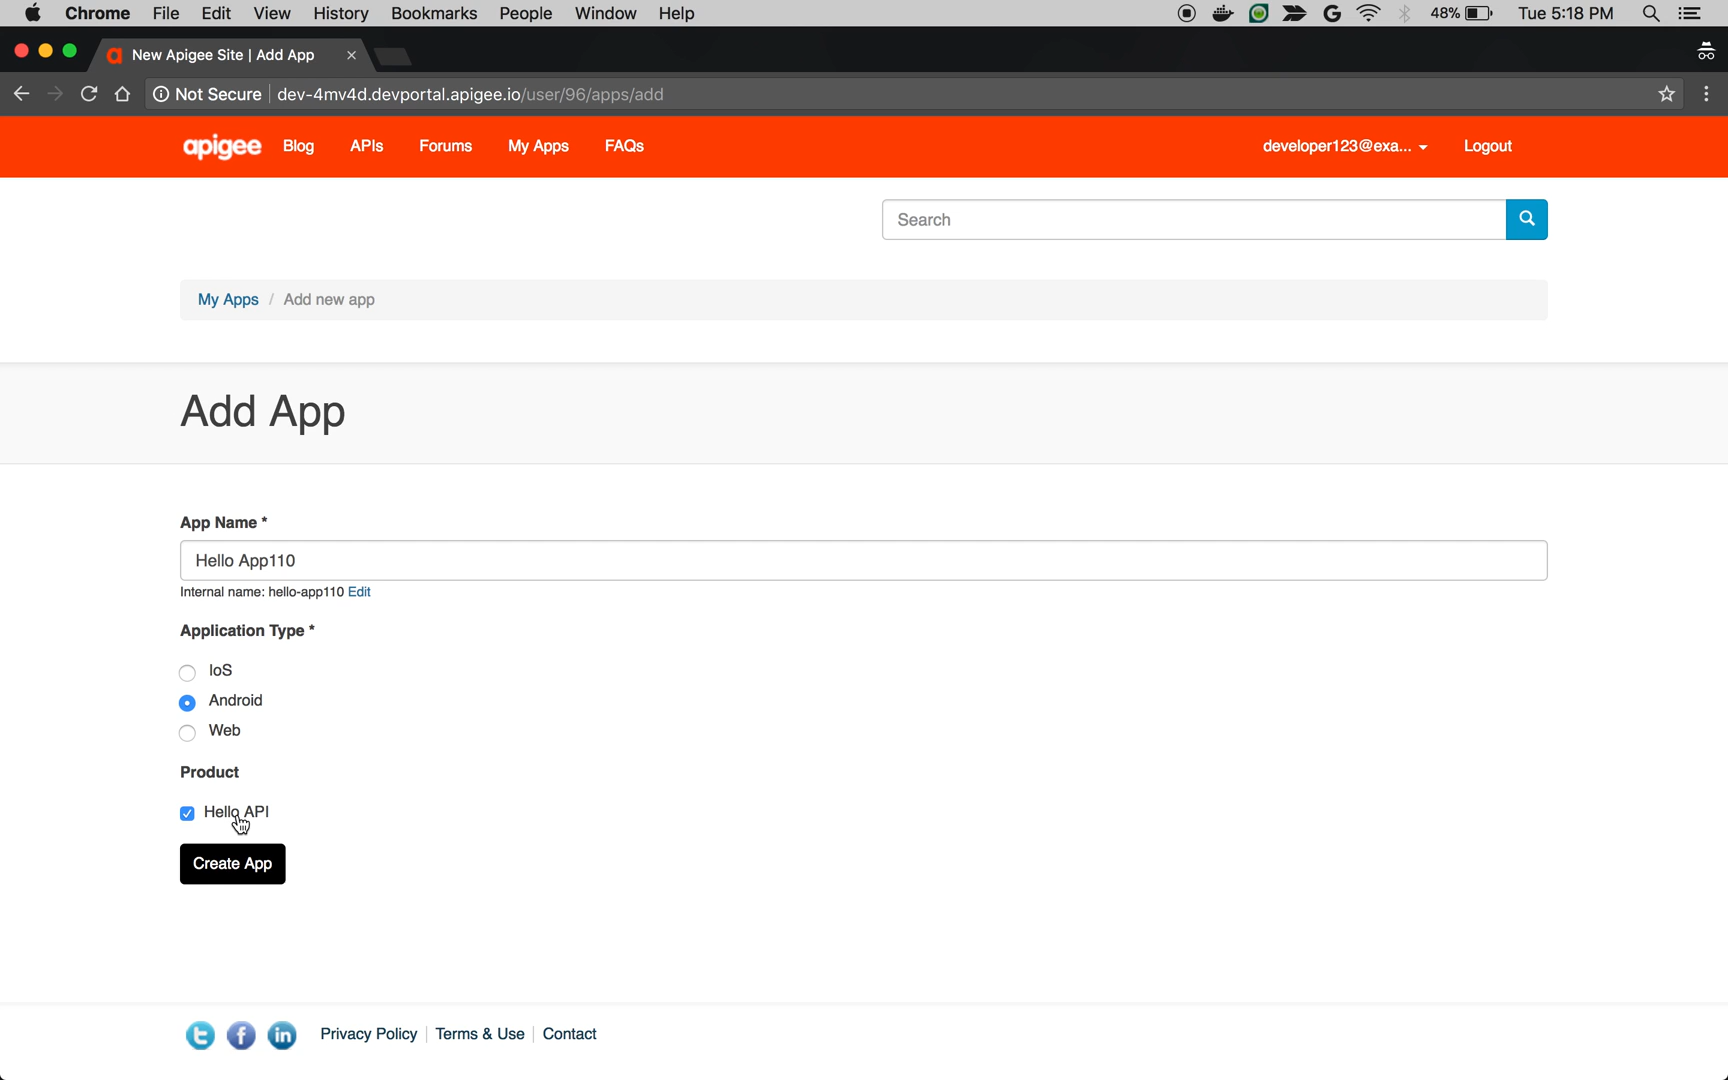 Chrome File Edit View History Bookmarks People Window Help G 48% Tue 5:18 PM
New Apigee Site | Add App
Not Secure dev-4mv4d.devportal.apigee.io/user/96/apps/add
apigee Blog APIs Forums My Apps FAQs developer123@exa... Logout
Search
My Apps / Add new app
Add App
App Name *
Hello App110
Internal name: hello-app110 Edit
Application Type *
IoS
Android
Web
Product
Hello API
Create App
Privacy Policy Terms & Use Contact